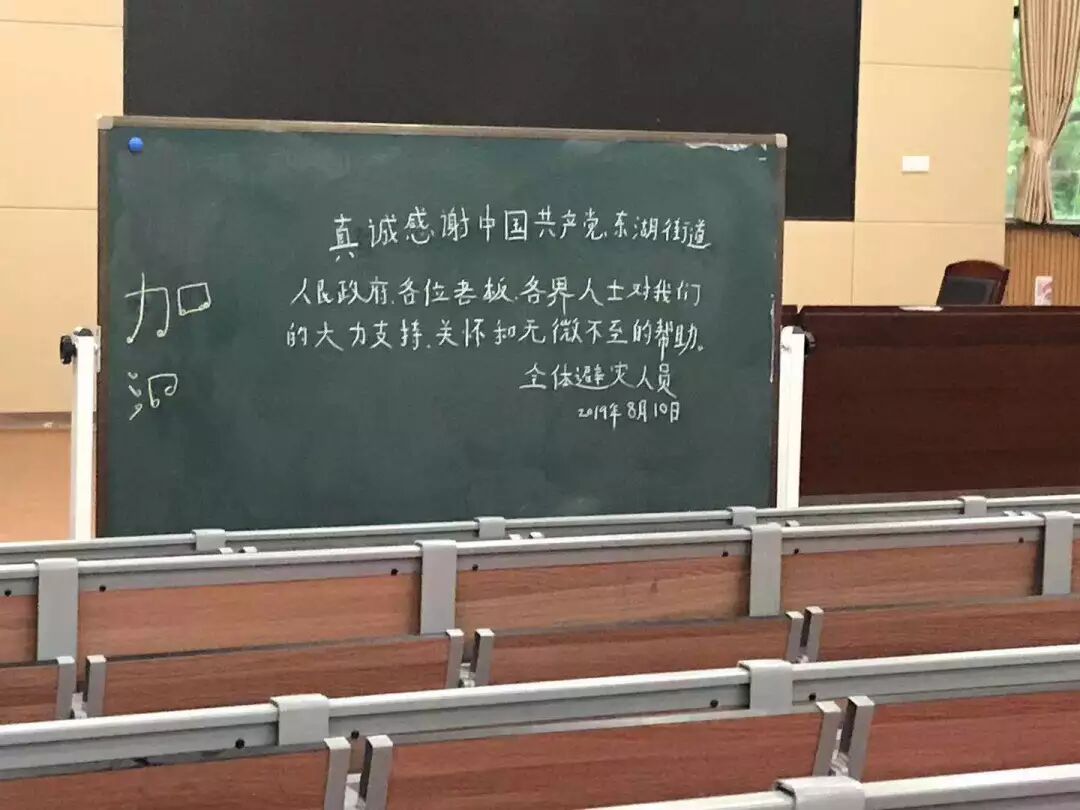 真诚感谢中国共产党、东湖街道
人民政府、各位老板、各界人士对我们
的大力支持、关怀和无微不至的帮助。
全体避灾人员
2019年8月10日
加